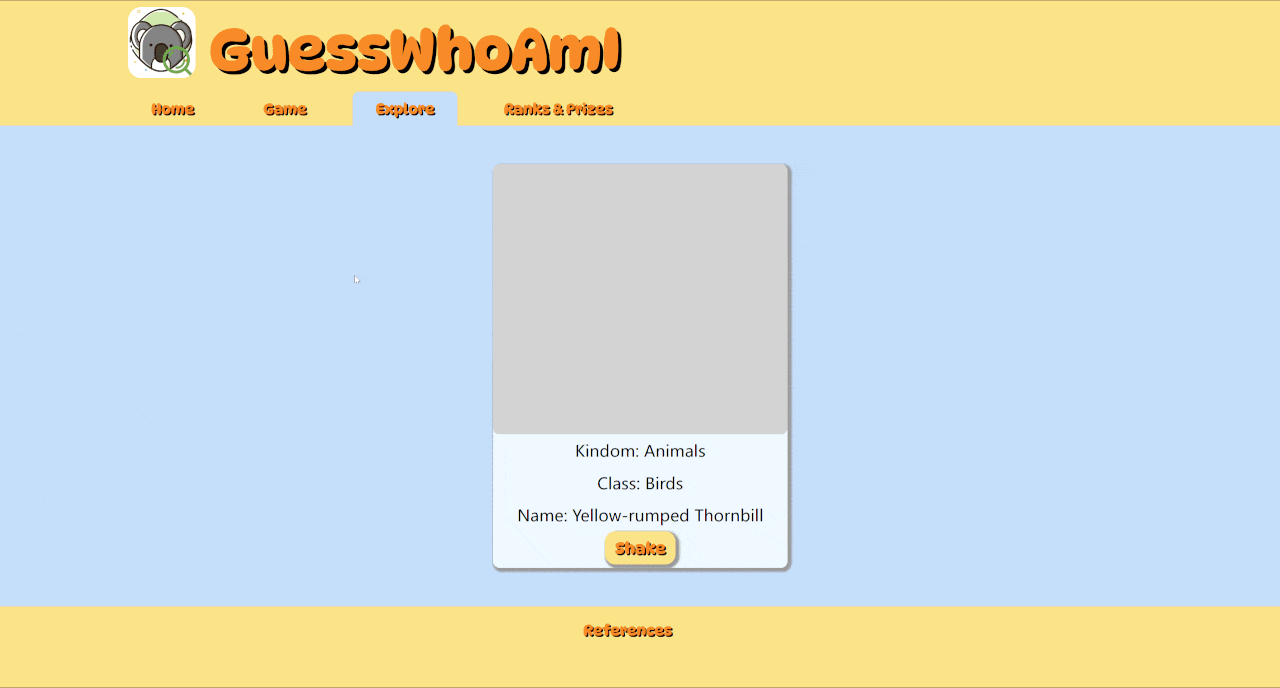 GuessWhoAmI
Home Game Explore Ranks & Prizes
Kindom: Animals
Class: Birds
Name: Yellow-rumped Thornbill
Shake
References